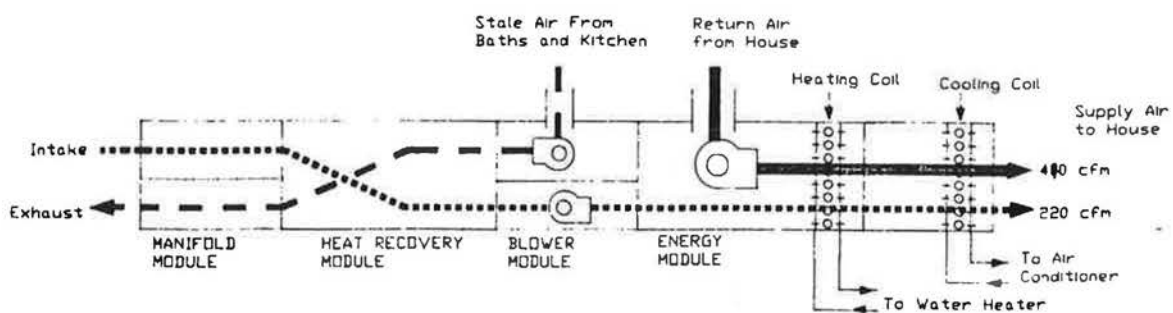 Stale Air From
Baths and Kitchen
Return Air
from House
Heating Coil
Cooling Coil
Supply Air
to House
Intake
cfm
Exhaust
220 cfm
MANIFOLD
MODULE
HEAT RECOVERY
MODULE
BLOWER
MODULE
ENERGY
MODULE
To Air
Conditioner
To Water Heater